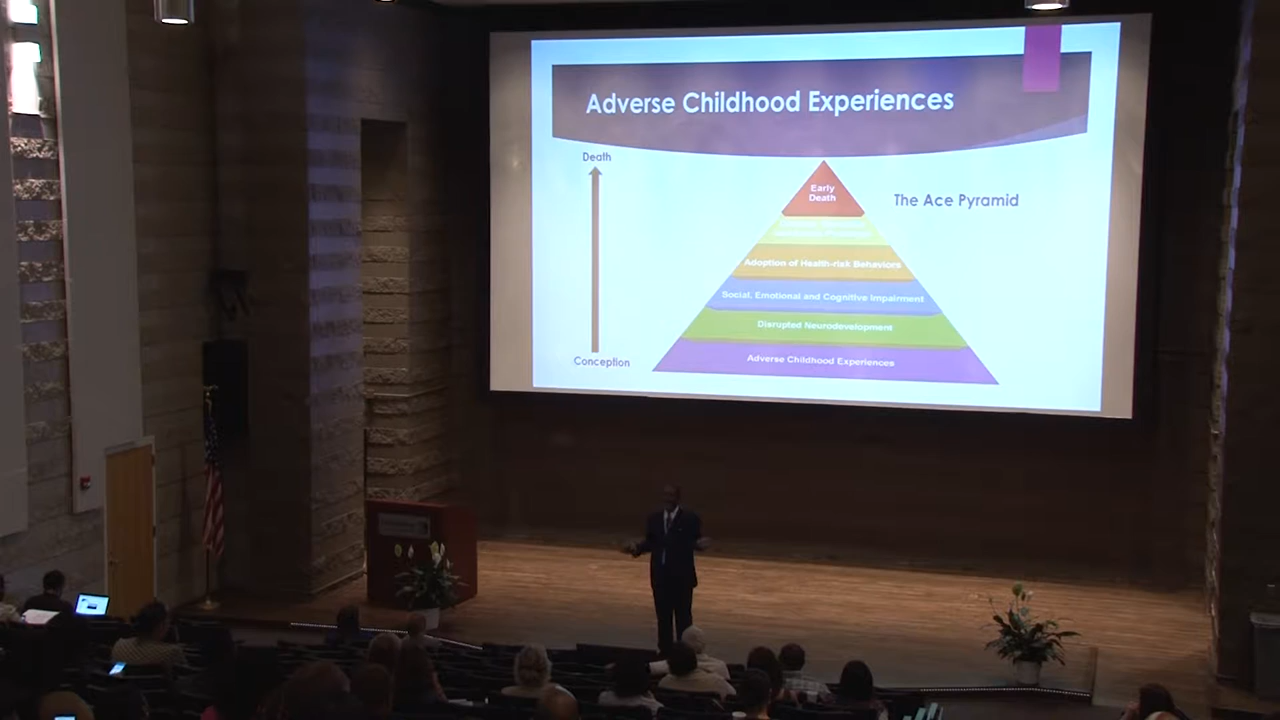 Adverse Childhood Experiences
Death
The Ace Pyramid
Early
Death
Adoption of Health-risk Behaviors
Social, Emotional and Cognitive Impairment
Disrupted Neurodevelopment
Adverse Childhood Experiences
Conception